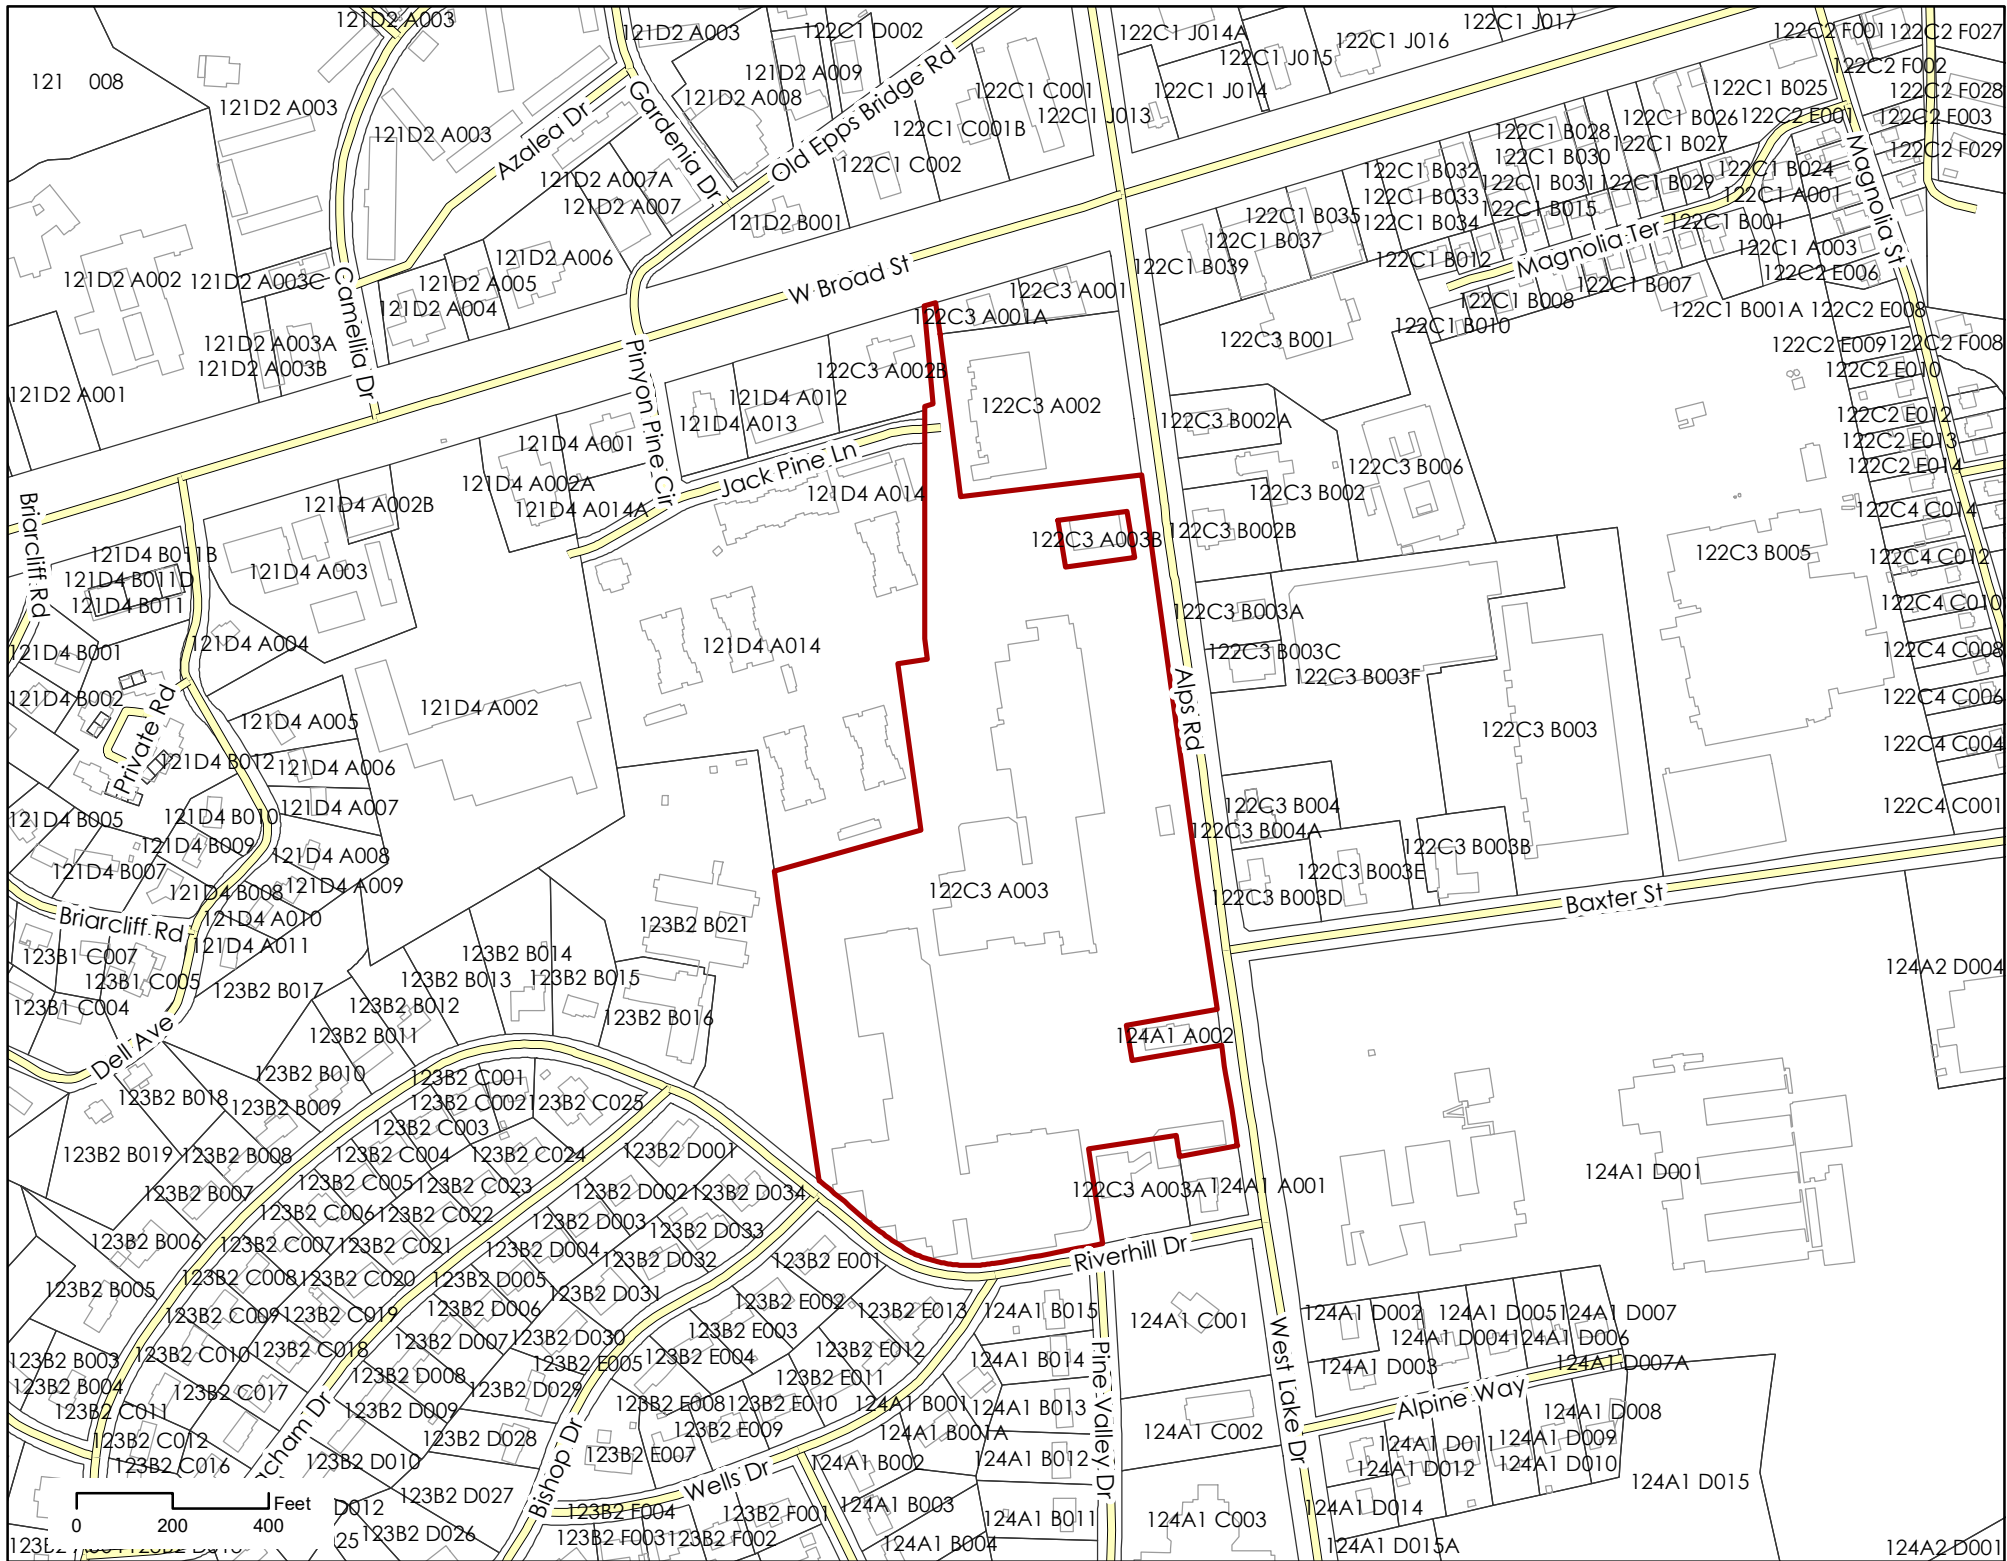 121D2 A003
121D2 A003
122C1 D002
122C1 J014A
122C1 J016
122C1 J017
122C2 F001
122C2 F027
121 008
121D2 A009
122C1 J015
122C2 F002
121D2 A003
121D2 A008
122C1 C001
122C1 J014
122C1 B025
122C2 F028
121D2 A003
Azalea Dr
Gardenia Dr
Old Epps Bridge Rd
122C1 C001B
122C1 J013
122C1 B028
122C1 B026
122C2 E001
122C2 F003
122C1 C002
122C1 B030
122C1 B027
122C2 F029
121D2 A007A
122C1 B032
122C1 B031
122C1 B029
122C1 B024
Magnolia St
121D2 A007
122C1 B033
122C1 B015
122C1 A001
121D2 B001
122C1 B035
122C1 B034
122C1 B001
122C1 B037
Magnolia Ter
122C1 A003
121D2 A006
122C1 B039
122C1 B012
122C2 E006
121D2 A002
121D2 A003C
Camellia Dr
121D2 A005
W Broad St
122C3 A001
122C1 B007
121D2 A004
122C3 A001A
122C1 B008
122C1 B001A
122C2 E008
122C1 B010
121D2 A003A
122C3 B001
122C2 E009
122C2 F008
121D2 A003B
Pinyon Pine Cir
122C3 A002B
122C2 E010
121D2 A001
121D4 A012
122C3 A002
122C3 B002A
122C2 E012
121D4 A001
121D4 A013
122C2 E013
Jack Pine Ln
122C3 B006
122C2 E014
121D4 A002A
121D4 A014
122C3 B002
Briarcliff Rd
121D4 A002B
121D4 A014A
122C4 C014
121D4 B011B
122C3 A003B
122C3 B002B
122C3 B005
122C4 C012
121D4 B011D
121D4 A003
121D4 B011
122C3 B003A
122C4 C010
121D4 B001
121D4 A004
121D4 A014
122C3 B003C
122C4 C008
122C3 B003F
121D4 B002
121D4 A002
Alps Rd
122C4 C006
Private Rd
121D4 A005
122C3 B003
122C4 C004
121D4 B012
121D4 A006
121D4 B005
121D4 B010
121D4 A007
122C3 B004
122C4 C001
122C3 B004A
121D4 B009
121D4 A008
122C3 B003B
121D4 B007
122C3 B003E
121D4 B008
121D4 A009
122C3 A003
122C3 B003D
Baxter St
Briarcliff Rd
121D4 A010
123B2 B021
121D4 A011
123B1 C007
123B2 B014
124A2 D004
123B1 C005
123B2 B013
123B2 B015
123B2 B017
123B1 C004
123B2 B012
123B2 B016
Dell Ave
123B2 B011
124A1 A002
123B2 B010
123B2 C001
123B2 B018
123B2 B009
123B2 C002
123B2 C025
123B2 C003
123B2 B019
123B2 B008
123B2 C004
123B2 C024
123B2 D001
123B2 B007
123B2 C005
123B2 C023
123B2 D002
123B2 D034
122C3 A003A
124A1 A001
124A1 D001
123B2 C006
123B2 C022
123B2 D003
123B2 D033
123B2 B006
123B2 C007
123B2 C021
123B2 D004
123B2 D032
123B2 E001
Riverhill Dr
123B2 B005
123B2 C008
123B2 C020
123B2 D005
123B2 D031
123B2 E002
123B2 C009
123B2 C019
123B2 D006
123B2 E013
124A1 B015
124A1 C001
124A1 D002
124A1 D005
124A1 D007
123B2 D007
123B2 D030
123B2 E003
123B2 E012
124A1 D004
124A1 D006
123B2 B003
123B2 C010
123B2 C018
123B2 E005
123B2 E004
124A1 B014
Pine Valley Dr
West Lake Dr
124A1 D003
124A1 D007A
123B2 B004
123B2 C017
123B2 D008
123B2 D029
123B2 E011
123B2 C011
123B2 D009
123B2 E008
123B2 E010
124A1 B001
124A1 B013
Alpine Way
124A1 D008
123B2 C012
123B2 D028
123B2 E009
124A1 B001A
124A1 C002
124A1 D011
124A1 D009
123B2 C016
acham Dr
123B2 D010
Bishop Dr
123B2 E007
124A1 B002
124A1 B012
124A1 D012
124A1 D010
Wells Dr
124A1 D015
Feet
0 200 400
D012
123B2 D027
123B2 F004
123B2 F001
124A1 B003
124A1 B011
124A1 C003
124A1 D014
25
123B2 D026
123B2 F003
123B2 F002
124A1 B004
124A1 D015A
124A2 D001